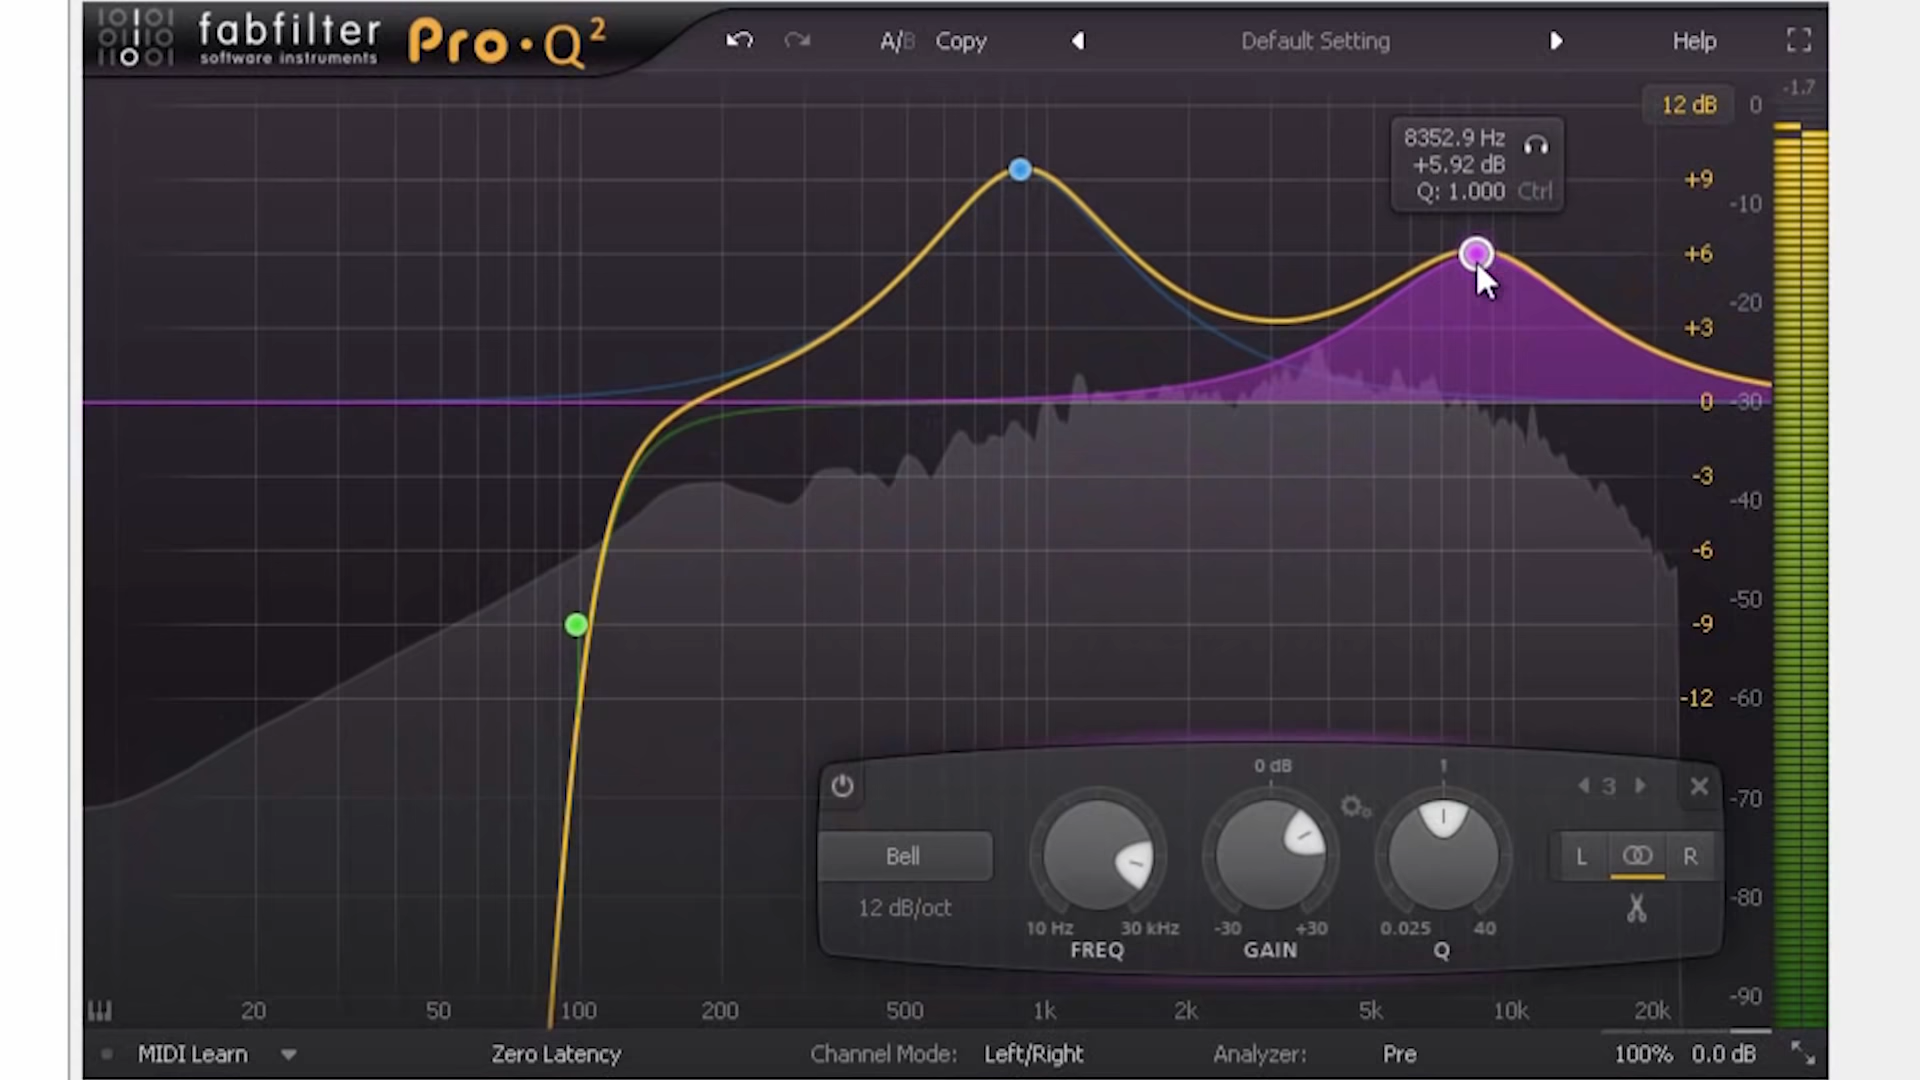 fabfilter
software instruments
Pro·Q²
A/B Copy
Default Setting
Help
-1.7
12 dB 0
8352.9 Hz
+5.92 dB
Q: 1.000 Ctrl
+9
-10
+6
-20
+3
0 -30
-3
-40
-6
-50
-9
-12 -60
-70
-80
-90
0 dB
1
3
Bell
12 dB/oct
L R
10 Hz 30 kHz
FREQ
-30 +30
GAIN
0.025 40
Q
20 50 100 200 500 1k 2k 5k 10k 20k
MIDI Learn
Zero Latency
Channel Mode: Left/Right
Analyzer: Pre
100% 0.0 dB